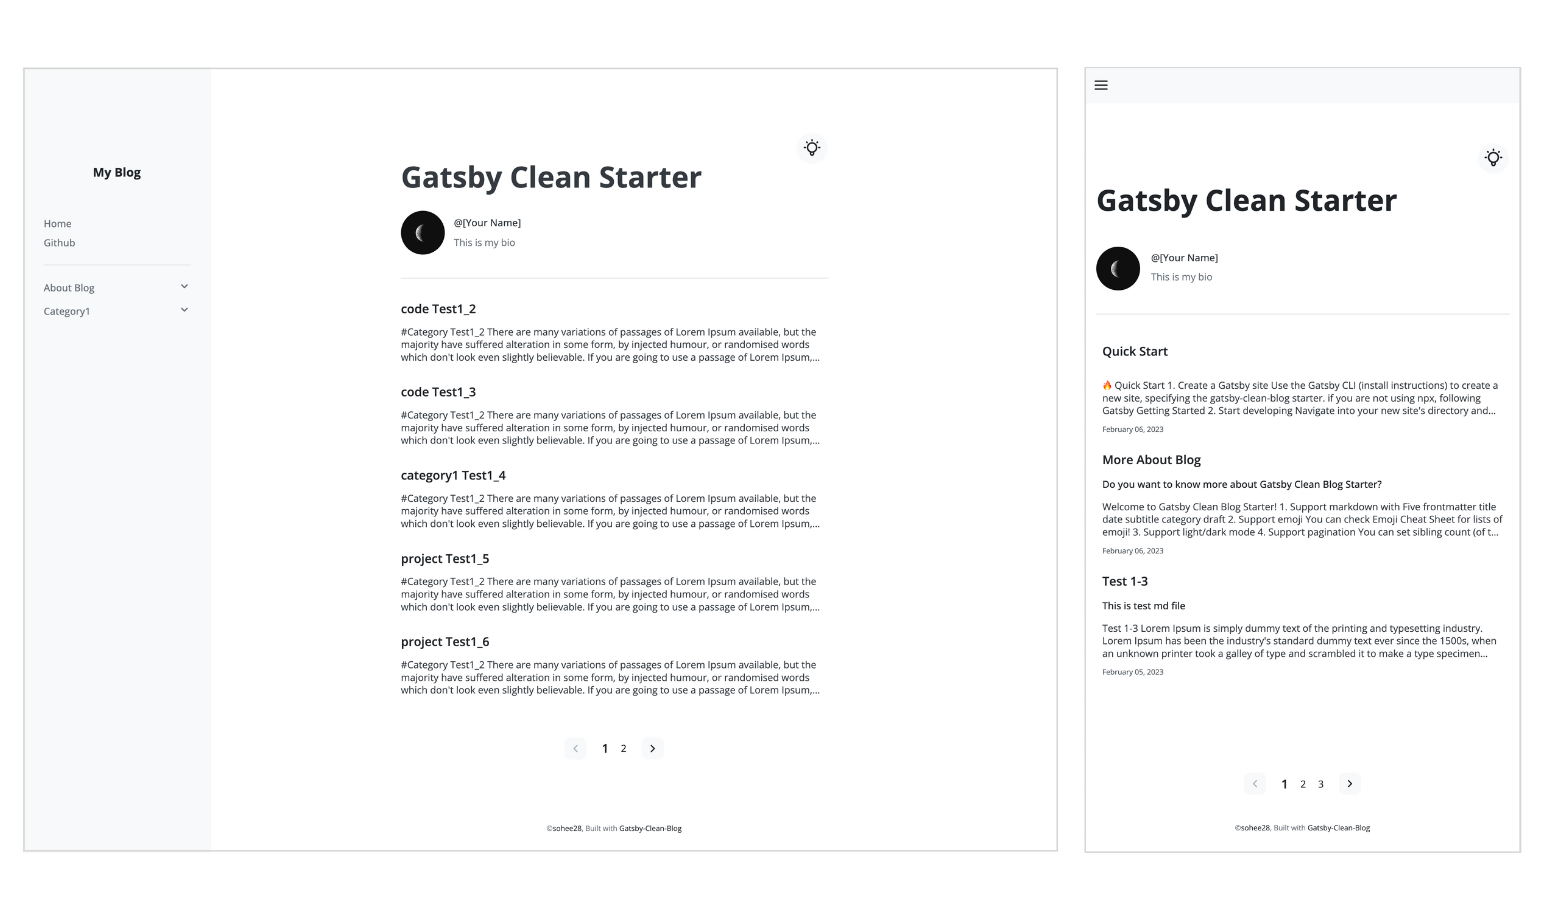 My Blog
Home
Github
About Blog
Category1
Gatsby Clean Starter
@[Your Name]
This is my bio
code Test1_2
#Category Test1_2 There are many variations of passages of Lorem Ipsum available, but the
majority have suffered alteration in some form, by injected humour, or randomised words
which don't look even slightly believable. If you are going to use a passage of Lorem Ipsum,...
code Test1_3
#Category Test1_2 There are many variations of passages of Lorem Ipsum available, but the
majority have suffered alteration in some form, by injected humour, or randomised words
which don't look even slightly believable. If you are going to use a passage of Lorem Ipsum,...
category1 Test1_4
#Category Test1_2 There are many variations of passages of Lorem Ipsum available, but the
majority have suffered alteration in some form, by injected humour, or randomised words
which don't look even slightly believable. If you are going to use a passage of Lorem Ipsum,...
project Test1_5
#Category Test1_2 There are many variations of passages of Lorem Ipsum available, but the
majority have suffered alteration in some form, by injected humour, or randomised words
which don't look even slightly believable. If you are going to use a passage of Lorem Ipsum,...
project Test1_6
#Category Test1_2 There are many variations of passages of Lorem Ipsum available, but the
majority have suffered alteration in some form, by injected humour, or randomised words
which don't look even slightly believable. If you are going to use a passage of Lorem Ipsum,...
1 2
©sohee28, Built with Gatsby-Clean-Blog
Gatsby Clean Starter
@[Your Name]
This is my bio
Quick Start
🔥 Quick Start 1. Create a Gatsby site Use the Gatsby CLI (install instructions) to create a
new site, specifying the gatsby-clean-blog starter. if you are not using npx, following
Gatsby Getting Started 2. Start developing Navigate into your new site's directory and...
February 06, 2023
More About Blog
Do you want to know more about Gatsby Clean Blog Starter?
Welcome to Gatsby Clean Blog Starter! 1. Support markdown with Five frontmatter title
date subtitle category draft 2. Support emoji You can check Emoji Cheat Sheet for lists of
emoji! 3. Support light/dark mode 4. Support pagination You can set sibling count (of t...
February 06, 2023
Test 1-3
This is test md file
Test 1-3 Lorem Ipsum is simply dummy text of the printing and typesetting industry.
Lorem Ipsum has been the industry's standard dummy text ever since the 1500s, when
an unknown printer took a galley of type and scrambled it to make a type specimen...
February 05, 2023
1 2 3
©sohee28, Built with Gatsby-Clean-Blog